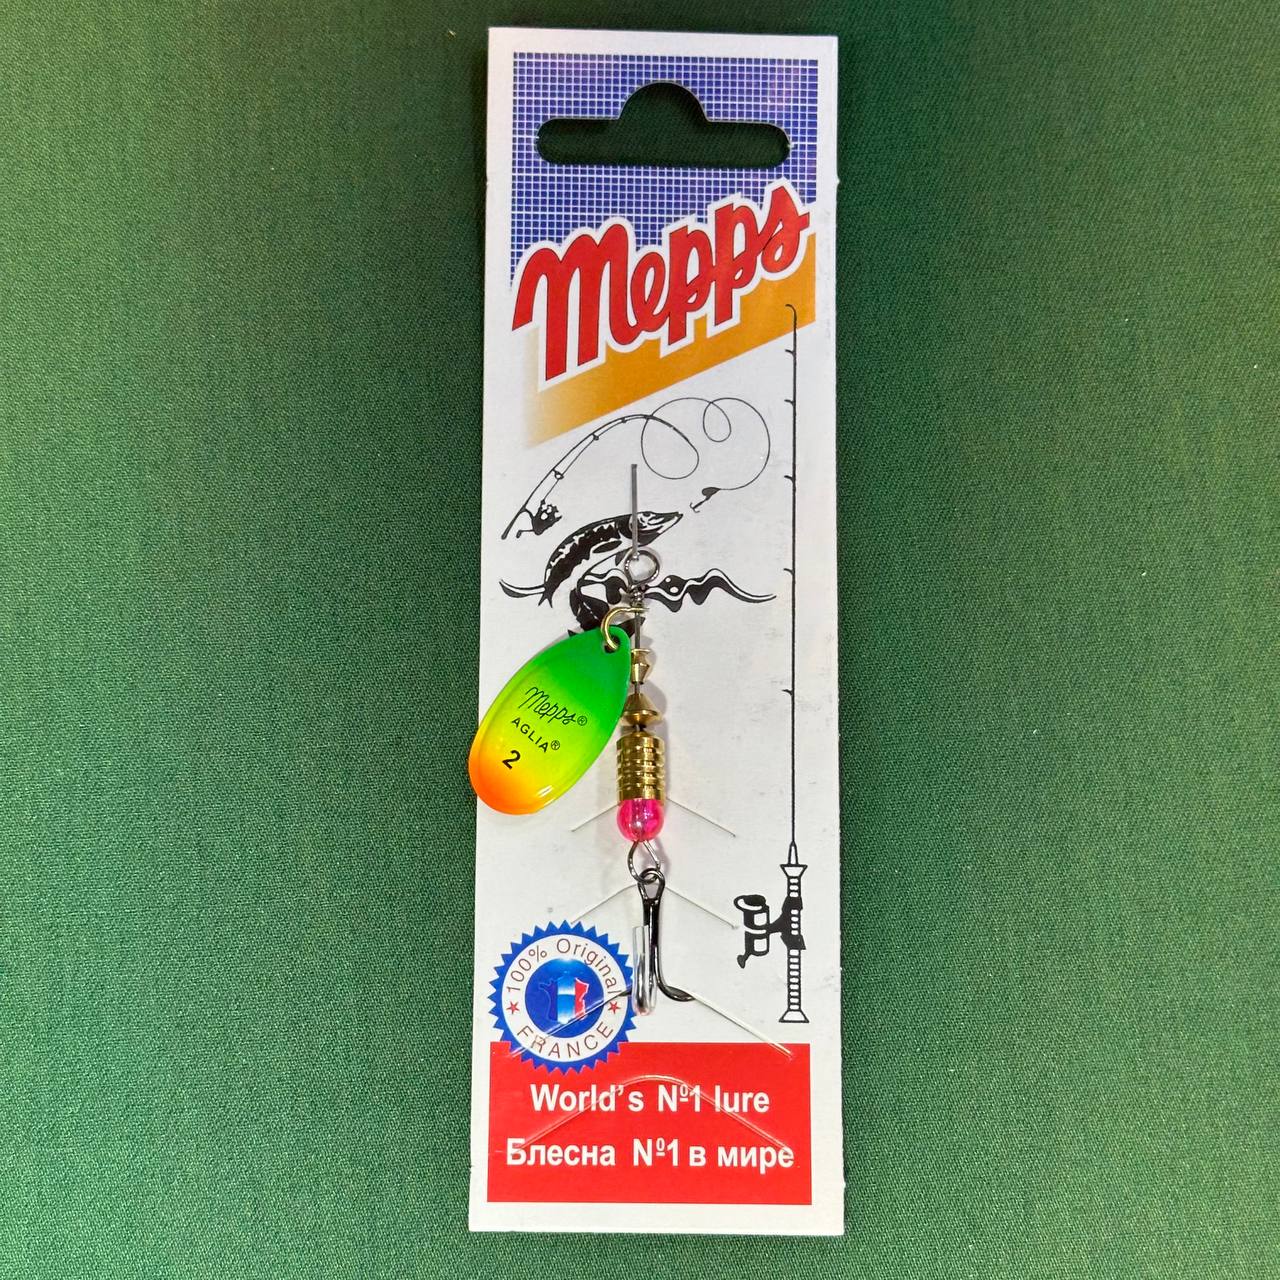 Mepps
Mepps®
AGLIA®
2
100% Original
FRANCE
World's Nº1 lure
Блесна Nº1 в мире